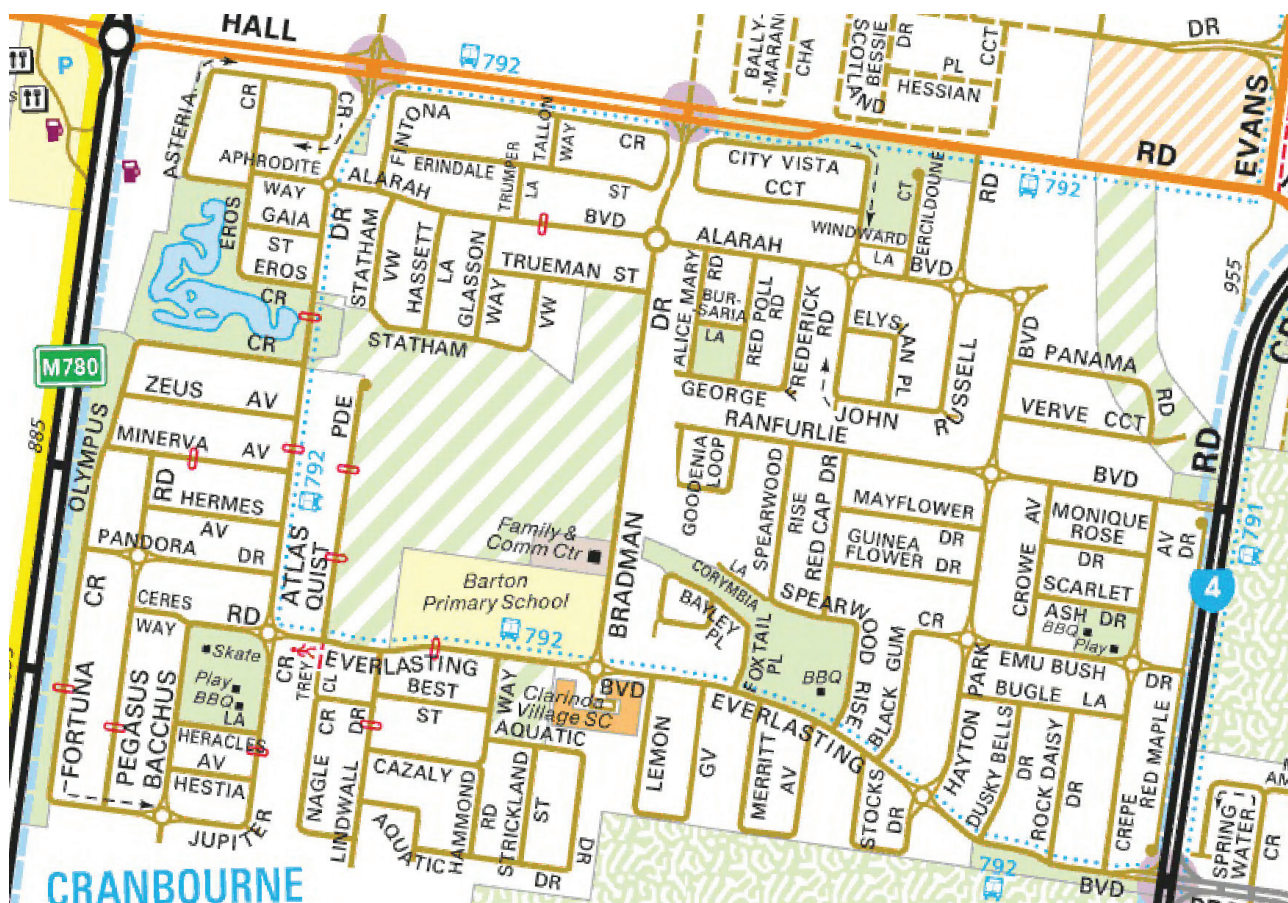 HALL
RD
EVANS
DR
P
792
BALLY-
-MARANG
CHA
BESSIE
DR
PL
CCT
HESSIAN
ASTERIA
CR
CR
APHRODITE
FINTONA
CR
ERINDALE
ST
TRUMPER
LA
TALLON
WAY
CITY VISTA
CCT
WINDWARD
LA
ERCILDOUNE
CT
RD
792
RD
955
WAY
GAIA
ST
EROS
EROS
CR
ALARAH
BVD
ALARAH
BVD
DR
STATHAM
VW
HASSETT
LA
GLASSON
WAY
TRUEMAN ST
VW
STATHAM
ALICE MARY
RD
BUR-
SARIA
LA
RED POLL
RD
FREDERICK
RD
GEORGE
ELYSIAN PL
JOHN
RUSSELL
BVD
PANAMA
RD
VERVE CCT
M780
885
CR
ZEUS AV
MINERVA AV
OLYMPUS
CR
RD
HERMES
AV
PANDORA DR
CERES
WAY
RD
PDE
QUIST
792
ATLAS
DR
BRADMAN
RANFURLIE
BVD
GOODENIA
LOOP
SPEARWOOD
RISE
RED CAP DR
MAYFLOWER
DR
GUINEA
FLOWER DR
CROWE
AV
MONIQUE
ROSE
DR
SCARLET
ASH DR
BBQ
Play
AV
DR
RD
791
4
Family &
Comm Ctr
Barton
Primary School
792
LA
CORYMBIA
BAYLEY
PL
FOXTAIL
PL
BBQ
SPEARWOOD RISE
BLACK GUM
CR
EMU BUSH
BUGLE LA
PARK
HAYTON
DUSKY BELLS
DR
ROCK DAISY
DR
CREPE
RED MAPLE
DR
Skate
Play
BBQ
LA
HERACLES
AV
HESTIA
FORTUNA
PEGASUS
BACCHUS
JUPITER
CR
TREY
CL
EVERLASTING
BVD
BEST
ST
WAY
AQUATIC
Clarinda
Village SC
NAGLE CR
LINDWALL
DR
CAZALY
HAMMOND
RD
STRICKLAND
ST
AQUATIC
DR
DR
LEMON
GV
MERRITT
AV
EVERLASTING
STOCKS
DR
792
BVD
SPRING
WATER
CR
CRANBOURNE